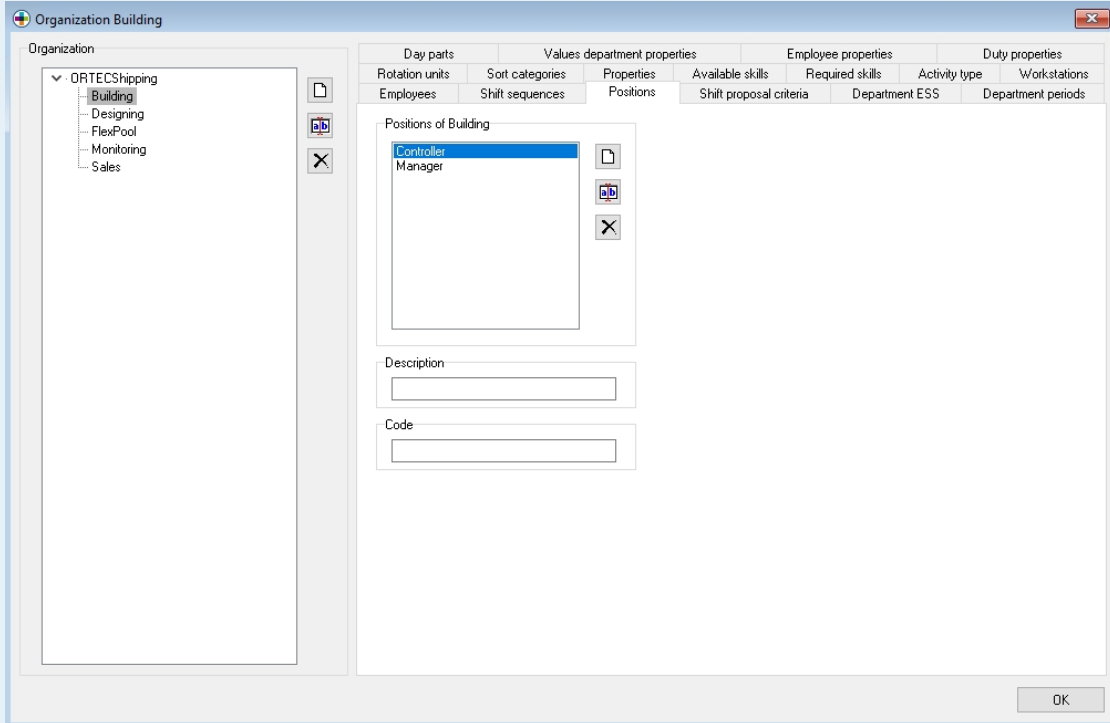 Organization Building
Organization
ORTECShipping
Building
Designing
FlexPool
Monitoring
Sales
Day parts Values department properties Employee properties Duty properties
Rotation units Sort categories Properties Available skills Required skills Activity type Workstations
Employees Shift sequences Positions Shift proposal criteria Department ESS Department periods
Positions of Building
Controller
Manager
Description
Code
OK